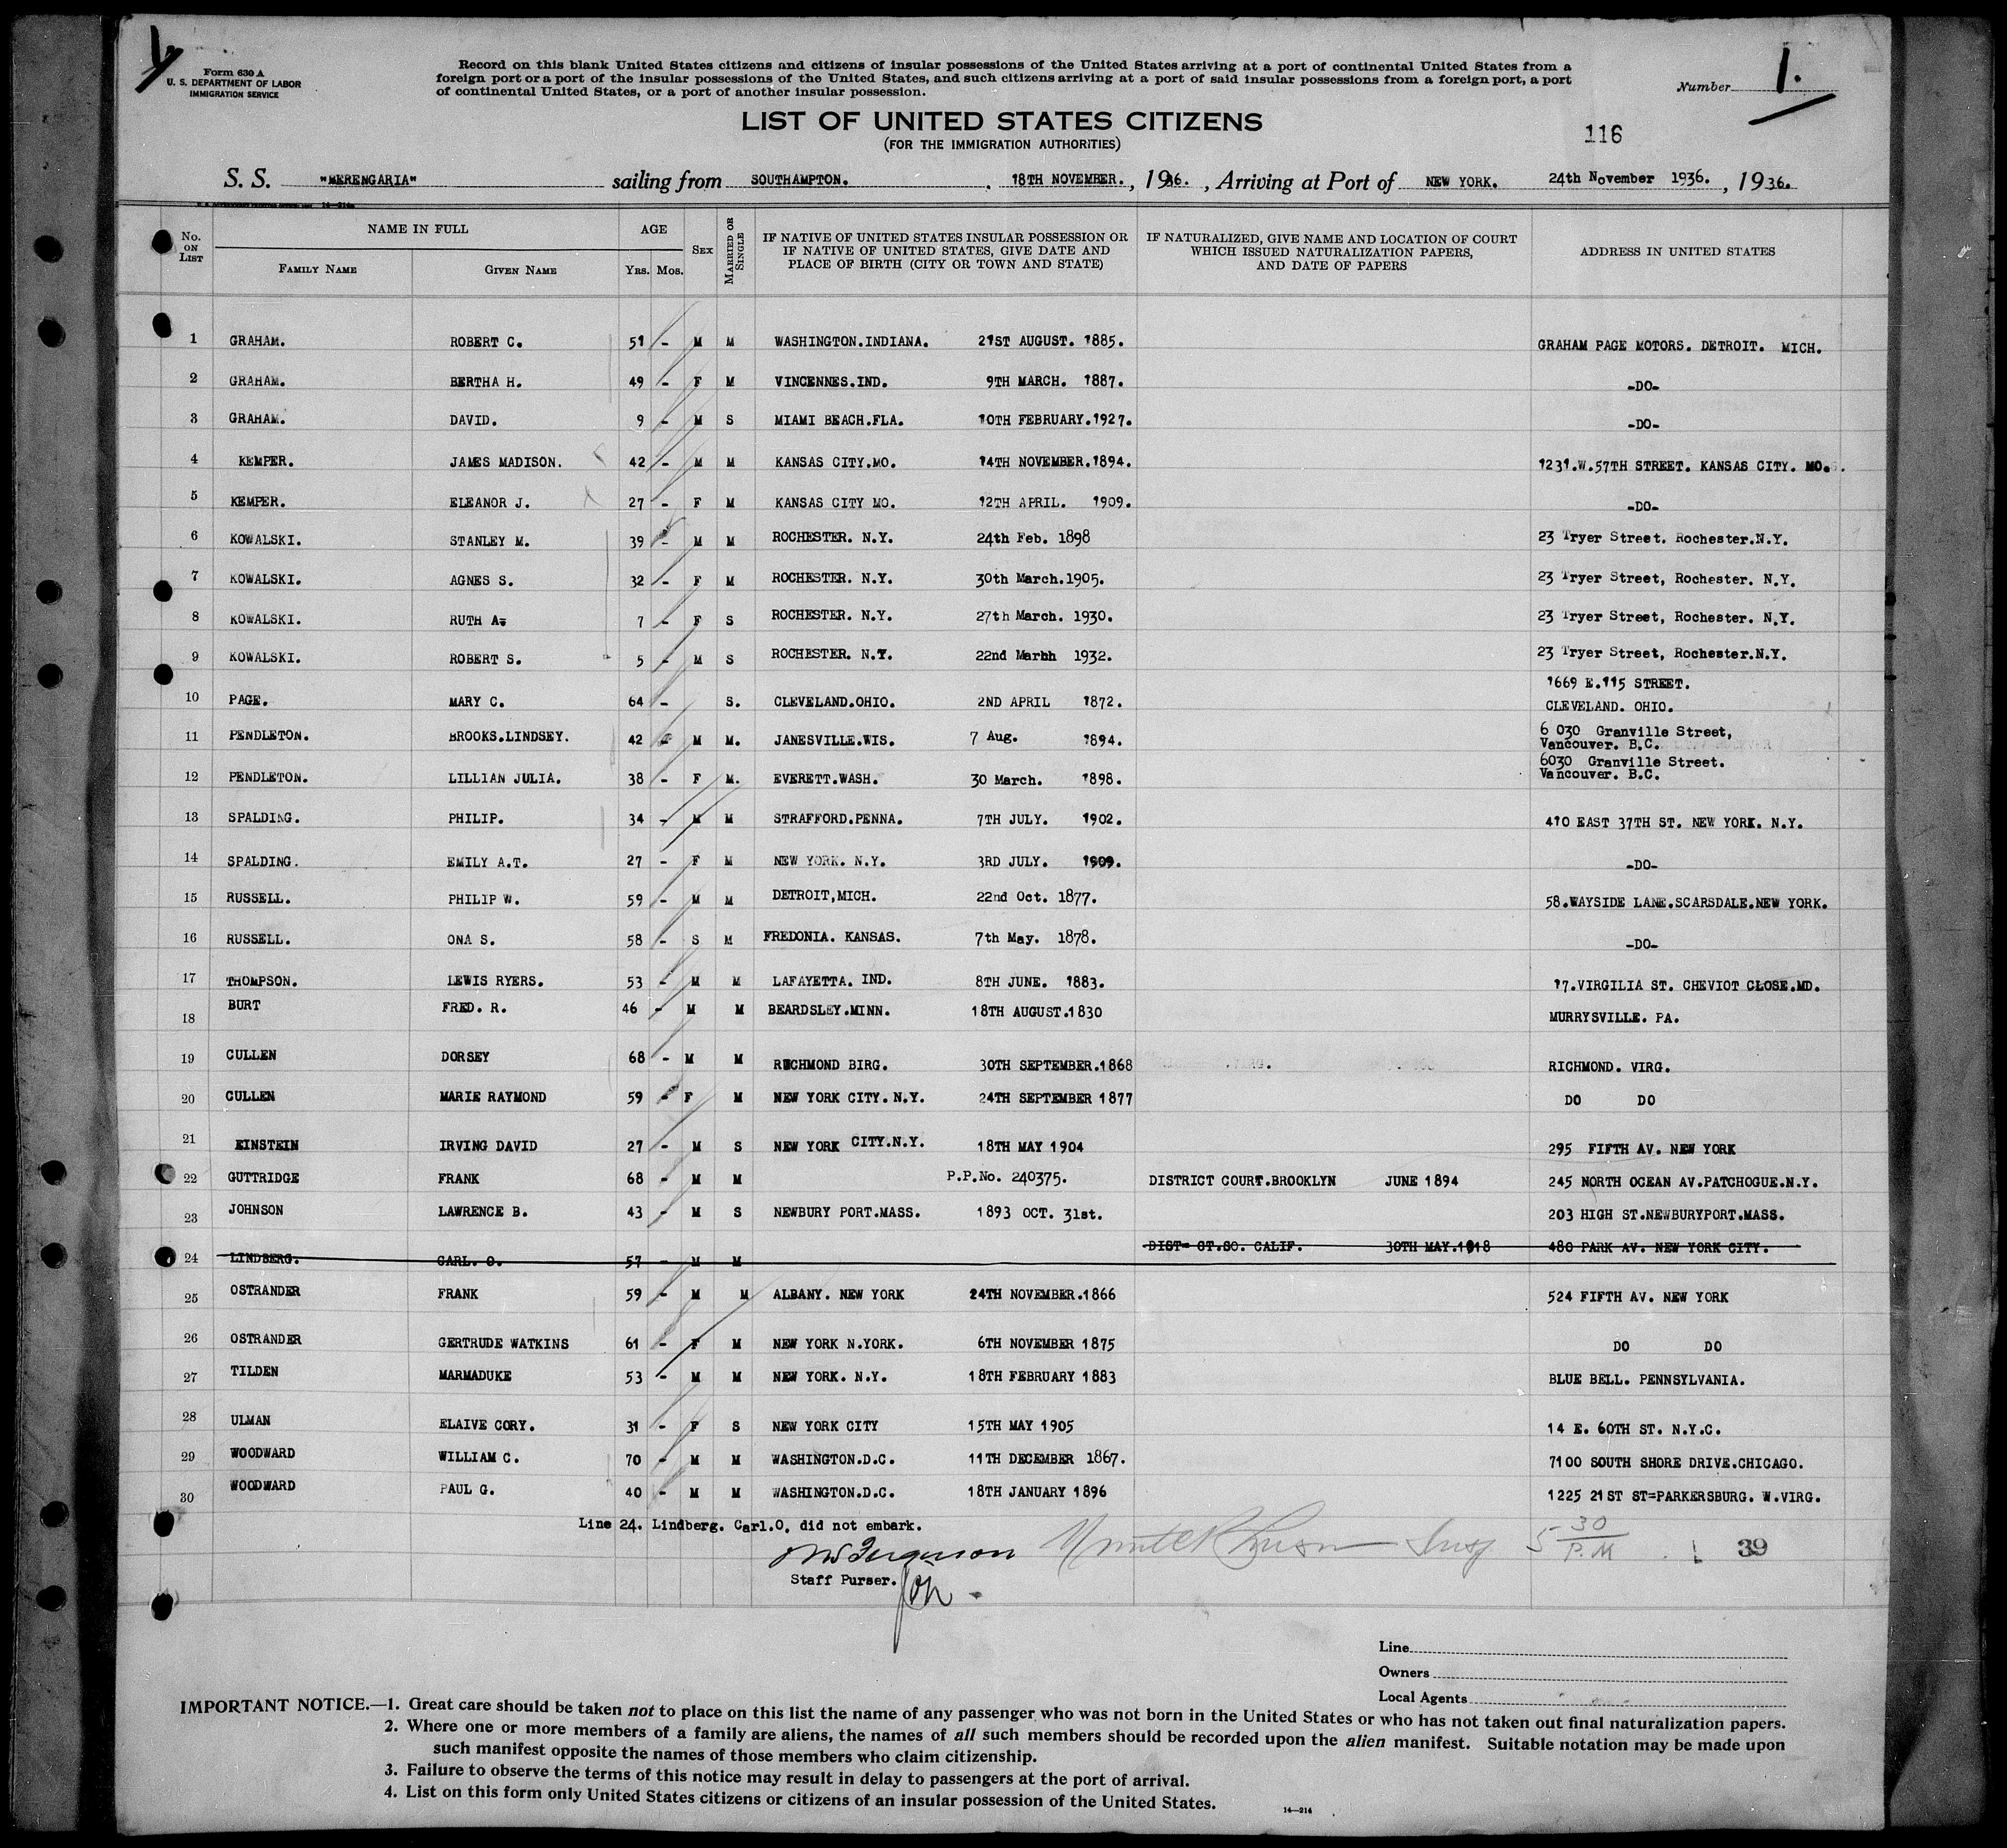 Form 630 A
U. S. DEPARTMENT OF LABOR
IMMIGRATION SERVICE
Record on this blank United States citizens and citizens of insular possessions of the United States arriving at a port of continental United States from a
foreign port or a port of the insular possessions of the United States, and such citizens arriving at a port of said insular possessions from a foreign port, a port
of continental United States, or a port of another insular possession.
Number 1.
LIST OF UNITED STATES CITIZENS
(FOR THE IMMIGRATION AUTHORITIES)
116
S. S. "MERENGARIA" sailing from SOUTHAMPTON. 18TH NOVEMBER. , 1936. , Arriving at Port of NEW YORK. 24th November 1936. , 1936.
No. ON LIST NAME IN FULL FAMILY NAME GIVEN NAME AGE YRS. MOS. SEX MARRIED OR SINGLE IF NATIVE OF UNITED STATES INSULAR POSSESSION OR IF NATIVE OF UNITED STATES, GIVE DATE AND PLACE OF BIRTH (CITY OR TOWN AND STATE) IF NATURALIZED, GIVE NAME AND LOCATION OF COURT WHICH ISSUED NATURALIZATION PAPERS, AND DATE OF PAPERS ADDRESS IN UNITED STATES
1 GRAHAM. ROBERT C. 51 - M M WASHINGTON.INDIANA. 21ST AUGUST. 1885. GRAHAM PAGE MOTORS. DETROIT. MICH.
2 GRAHAM. BERTHA H. 49 - F M VINCENNES.IND. 9TH MARCH. 1887. -DO-
3 GRAHAM. DAVID. 9 - M S MIAMI BEACH.FLA. 10TH FEBRUARY.1927. -DO-
4 KEMPER. JAMES MADISON. 42 - M M KANSAS CITY.MO. 14TH NOVEMBER.1894. 1231.W.57TH STREET. KANSAS CITY. MO.
5 KEMPER. ELEANOR J. 27 - F M KANSAS CITY MO. 12TH APRIL. 1909. -DO-
6 KOWALSKI. STANLEY M. 39 - M M ROCHESTER. N.Y. 24th Feb. 1898 23 Tryer Street. Rochester.N.Y.
7 KOWALSKI. AGNES S. 32 - F M ROCHESTER. N.Y. 30th March.1905. 23 Tryer Street, Rochester. N.Y.
8 KOWALSKI. RUTH A. 7 - F S ROCHESTER. N.Y. 27th March. 1930. 23 Tryer Street, Rochester. N.Y.
9 KOWALSKI. ROBERT S. 5 - M S ROCHESTER. N.Y. 22nd Marbh 1932. 23 Tryer Street, Rochester.N.Y.
10 PAGE. MARY C. 64 - S. CLEVELAND.OHIO. 2ND APRIL 1872. 1669 E.115 STREET. CLEVELAND. OHIO.
11 PENDLETON. BROOKS.LINDSEY. 42 - M M. JANESVILLE.WIS. 7 Aug. 1894. 6 030 Granville Street, Vancouver. B.C.
12 PENDLETON. LILLIAN JULIA. 38 - F M. EVERETT.WASH. 30 March. 1898. 6030 Granville Street. Vancouver. B.C.
13 SPALDING. PHILIP. 34 - M M STRAFFORD.PENNA. 7TH JULY. 1902. 410 EAST 37TH ST. NEW YORK. N.Y.
14 SPALDING. EMILY A.T. 27 - F M NEW YORK. N.Y. 3RD JULY. 1909. -DO-
15 RUSSELL. PHILIP W. 59 - M M DETROIT,MICH. 22nd Oct. 1877. 58.WAYSIDE LANE.SCARSDALE.NEW YORK.
16 RUSSELL. ONA S. 58 - S M FREDONIA. KANSAS. 7th May. 1878. -DO-
17 THOMPSON. LEWIS RYERS. 53 - M M LAFAYETTA. IND. 8TH JUNE. 1883. 17.VIRGILIA ST. CHEVIOT CLOSE.MD.
18 BURT FRED. R. 46 - M M BEARDSLEY.MINN. 18TH AUGUST.1830 MURRYSVILLE. PA.
19 CULLEN DORSEY 68 - M M RICHMOND BIRG. 30TH SEPTEMBER.1868 RICHMOND. VIRG.
20 CULLEN MARIE RAYMOND 59 - F M NEW YORK CITY. N.Y. 24TH SEPTEMBER 1877 DO DO
21 EINSTEIN IRVING DAVID 27 - M S NEW YORK CITY.N.Y. 18TH MAY 1904 295 FIFTH AV. NEW YORK
22 GUTTRIDGE FRANK 68 - M M P.P.No. 240375. DISTRICT COURT.BROOKLYN JUNE 1894 245 NORTH OCEAN AV.PATCHOGUE.N.Y.
23 JOHNSON LAWRENCE B. 43 - M S NEWBURY PORT.MASS. 1893 OCT. 31st. 203 HIGH ST.NEWBURYPORT.MASS.
24 LINDBERG. CARL. O. 57 - M M DIST= CT.SO. CALIF. 30TH MAY.1918 480 PARK AV. NEW YORK CITY.
25 OSTRANDER FRANK 59 - M M ALBANY. NEW YORK 24TH NOVEMBER.1866 524 FIFTH AV. NEW YORK
26 OSTRANDER GERTRUDE WATKINS 61 - F M NEW YORK N.YORK. 6TH NOVEMBER 1875 DO DO
27 TILDEN MARMADUKE 53 - M M NEW YORK. N.Y. 18TH FEBRUARY 1883 BLUE BELL. PENNSYLVANIA.
28 ULMAN ELAIVE CORY. 31 - F S NEW YORK CITY 15TH MAY 1905 14 E. 60TH ST. N.Y.C.
29 WOODWARD WILLIAM C. 70 - M M WASHINGTON.D.C. 11TH DECEMBER 1867. 7100 SOUTH SHORE DRIVE.CHICAGO.
30 WOODWARD PAUL G. 40 - M M WASHINGTON.D.C. 18TH JANUARY 1896 1225 21ST ST=PARKERSBURG. W.VIRG.
Line 24. Lindberg. Carl.O. did not embark.
Ferguson Insp 5 30 P.M 39
Staff Purser.
Line
Owners
Local Agents
IMPORTANT NOTICE.—1. Great care should be taken not to place on this list the name of any passenger who was not born in the United States or who has not taken out final naturalization papers.
2. Where one or more members of a family are aliens, the names of all such members should be recorded upon the alien manifest. Suitable notation may be made upon
such manifest opposite the names of those members who claim citizenship.
3. Failure to observe the terms of this notice may result in delay to passengers at the port of arrival.
4. List on this form only United States citizens or citizens of an insular possession of the United States.
14—214